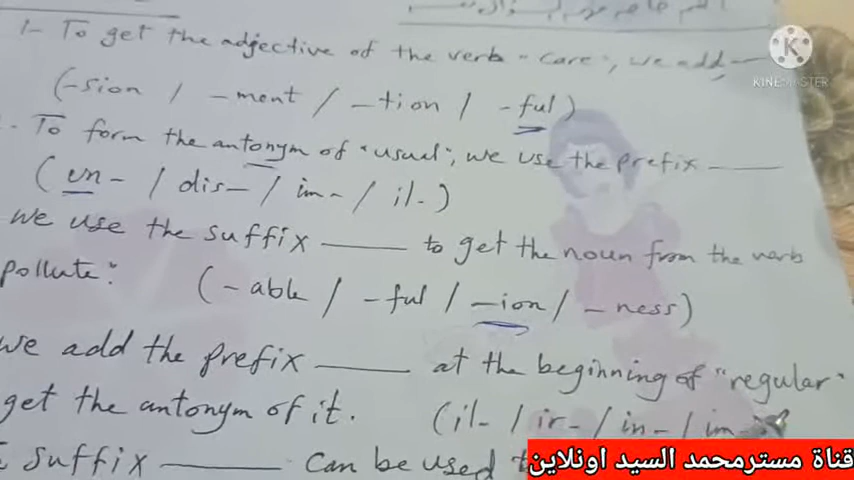 1- To get the adjective of the verb "care", we add
(-sion / -ment / -tion / -ful)
KINEMASTER
To form the antonym of "usual", we use the prefix
(un- / dis- / im- / il-)
we use the suffix to get the noun from the verb
pollute"
(-able / -ful / -ion / -ness)
we add the prefix at the beginning of "regular"
get the antonym of it. (il- / ir- / in- / im-
suffix can be used
قناة مسترمحمد السيد اونلاين